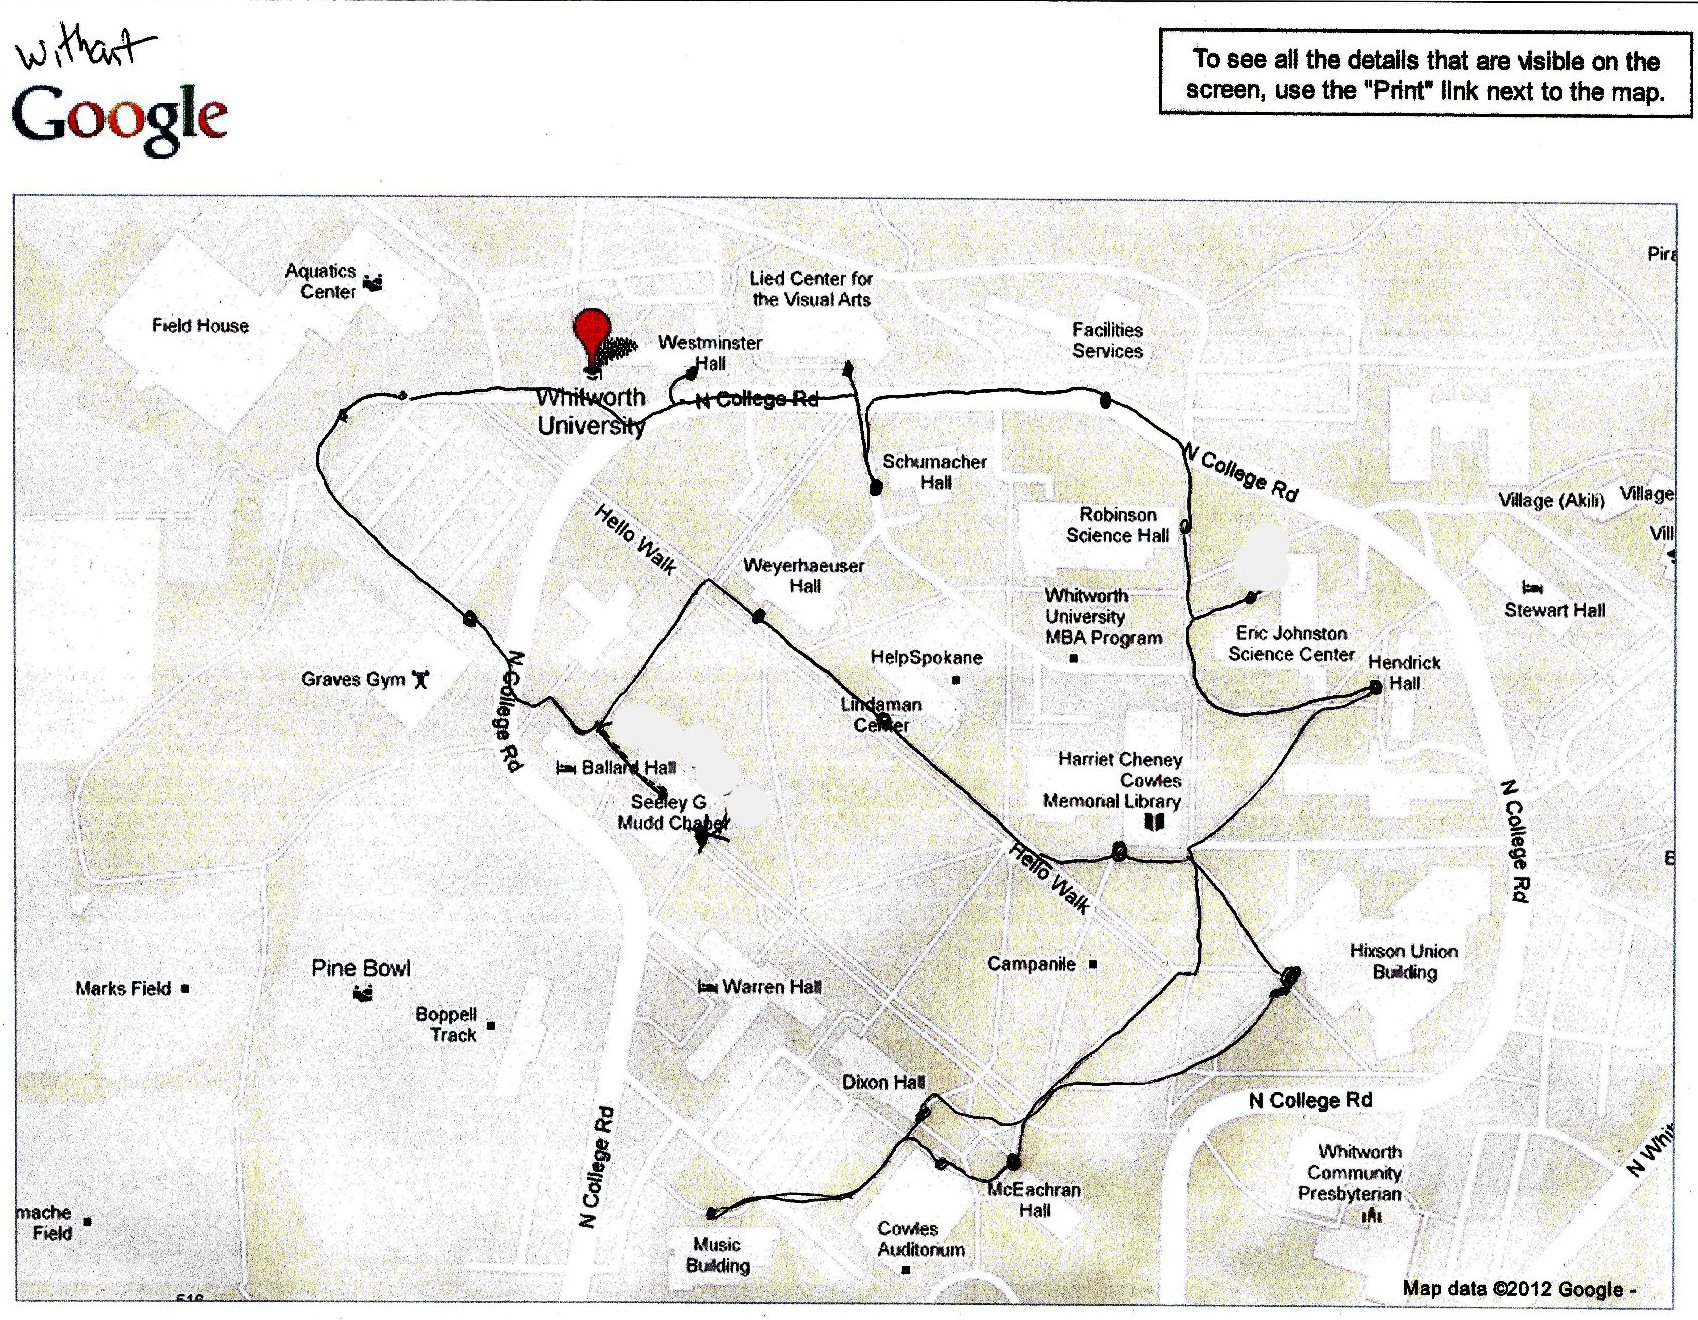 without
Google
To see all the details that are visible on the
screen, use the "Print" link next to the map.
Aquatics
Center
Field House
Lied Center for
the Visual Arts
Westminster
Hall
Facilities
Services
Whitworth
University
N College Rd
Schumacher
Hall
N College Rd
Village (Akili)
Village
Robinson
Science Hall
Hello Walk
Weyerhaeuser
Hall
Whitworth
University
MBA Program
Stewart Hall
Eric Johnston
Science Center
Hendrick
Hall
HelpSpokane
Graves Gym
N College Rd
Lindaman
Center
Harriet Cheney
Cowles
Memorial Library
Ballard Hall
Seeley G
Mudd Chapel
N College Rd
Hello Walk
Hixson Union
Building
Campanile
Pine Bowl
Marks Field
Warren Hall
Boppell
Track
Dixon Hall
N College Rd
N College Rd
Whitworth
Community
Presbyterian
N Whit
McEachran
Hall
mache
Field
Music
Building
Cowles
Auditorium
Map data ©2012 Google -